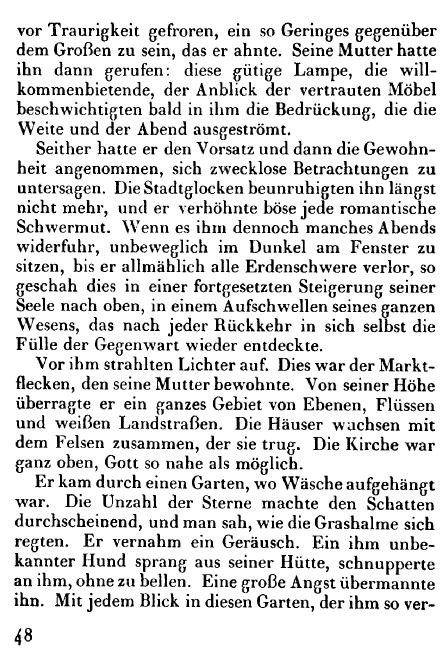 vor Traurigkeit gefroren, ein so Geringes gegenüber
dem Großen zu sein, das er ahnte. Seine Mutter hatte
ihn dann gerufen: diese gütige Lampe, die will-
kommenbietende, der Anblick der vertrauten Möbel
beschwichtigten bald in ihm die Bedrückung, die die
Weite und der Abend ausgeströmt.
Seither hatte er den Vorsatz und dann die Gewohn-
heit angenommen, sich zwecklose Betrachtungen zu
untersagen. Die Stadtglocken beunruhigten ihn längst
nicht mehr, und er verhöhnte böse jede romantische
Schwermut. Wenn es ihm dennoch manches Abends
widerfuhr, unbeweglich im Dunkel am Fenster zu
sitzen, bis er allmählich alle Erdenschwere verlor, so
geschah dies in einer fortgesetzten Steigerung seiner
Seele nach oben, in einem Aufschwellen seines ganzen
Wesens, das nach jeder Rückkehr in sich selbst die
Fülle der Gegenwart wieder entdeckte.
Vor ihm strahlten Lichter auf. Dies war der Markt-
flecken, den seine Mutter bewohnte. Von seiner Höhe
überragte er ein ganzes Gebiet von Ebenen, Flüssen
und weißen Landstraßen. Die Häuser wuchsen mit
dem Felsen zusammen, der sie trug. Die Kirche war
ganz oben, Gott so nahe als möglich.
Er kam durch einen Garten, wo Wäsche aufgehängt
war. Die Unzahl der Sterne machte den Schatten
durchscheinend, und man sah, wie die Grashalme sich
regten. Er vernahm ein Geräusch. Ein ihm unbe-
kannter Hund sprang aus seiner Hütte, schnupperte
an ihm, ohne zu bellen. Eine große Angst übermannte
ihn. Mit jedem Blick in diesen Garten, der ihm so ver-
48